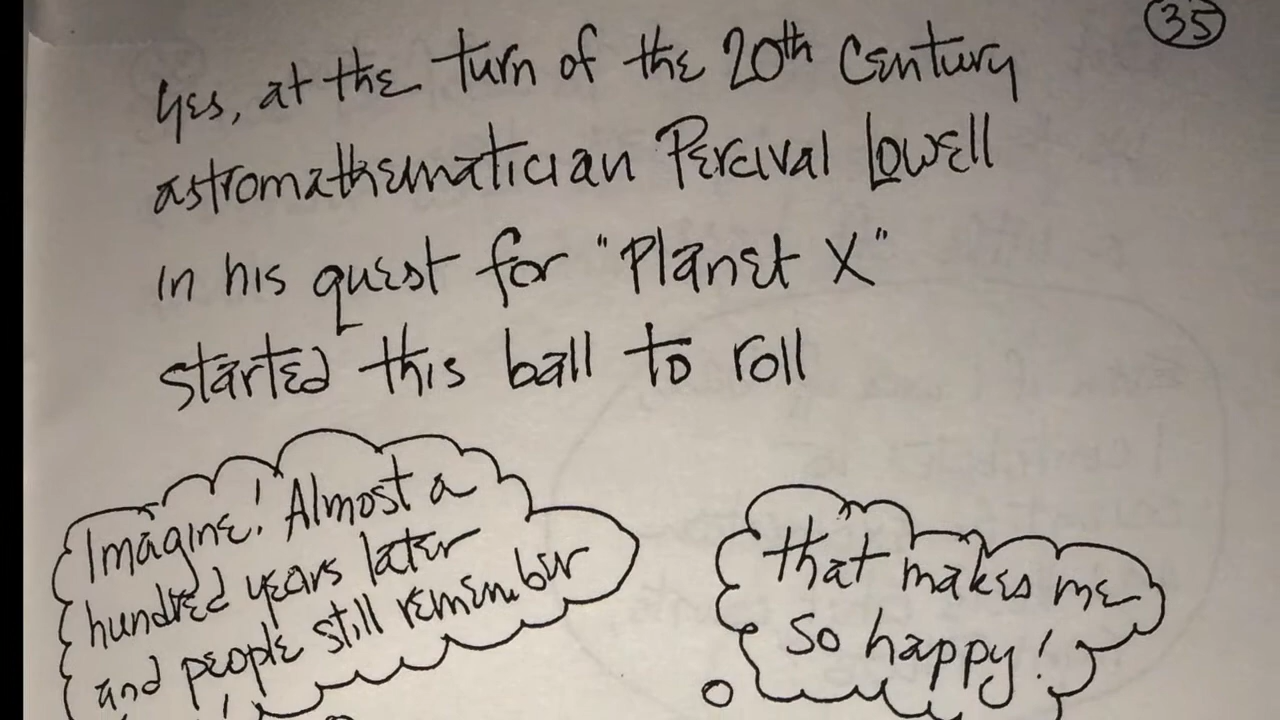 35
Yes, at the turn of the 20th Century
astromathematician Percival Lowell
in his quest for "Planet X"
started this ball to roll
Imagine! Almost a
hundred years later
and people still remember
that makes me
so happy!